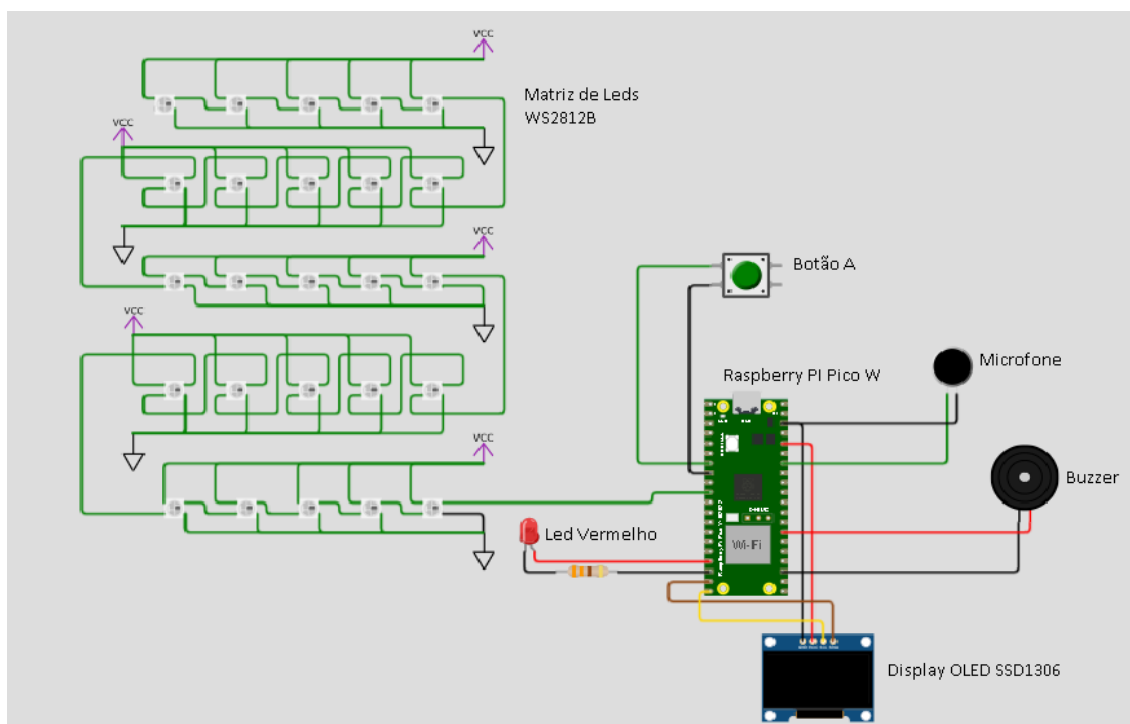 VCC
Matriz de Leds
WS2812B
VCC
VCC
Botão A
VCC
Microfone
Raspberry PI Pico W
VCC
Buzzer
Led Vermelho
Wi-Fi
Display OLED SSD1306